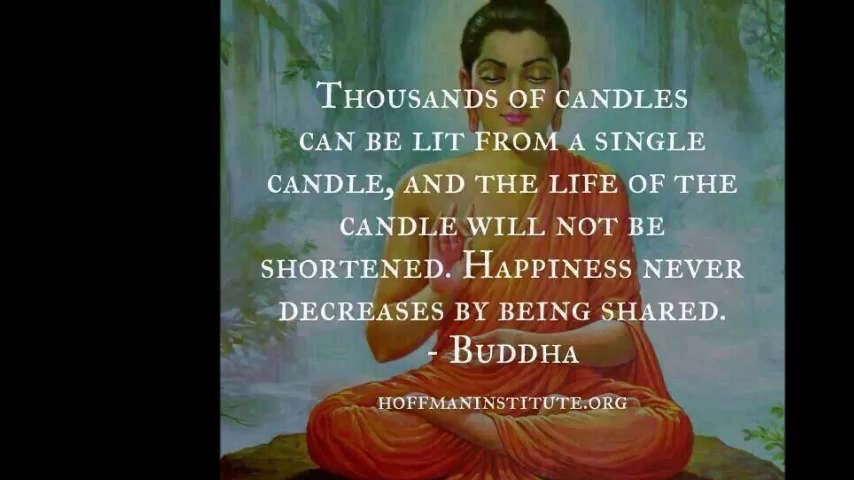 Thousands of candles
can be lit from a single
candle, and the life of the
candle will not be
shortened. Happiness never
decreases by being shared.
- Buddha
hoffmaninstitute.org